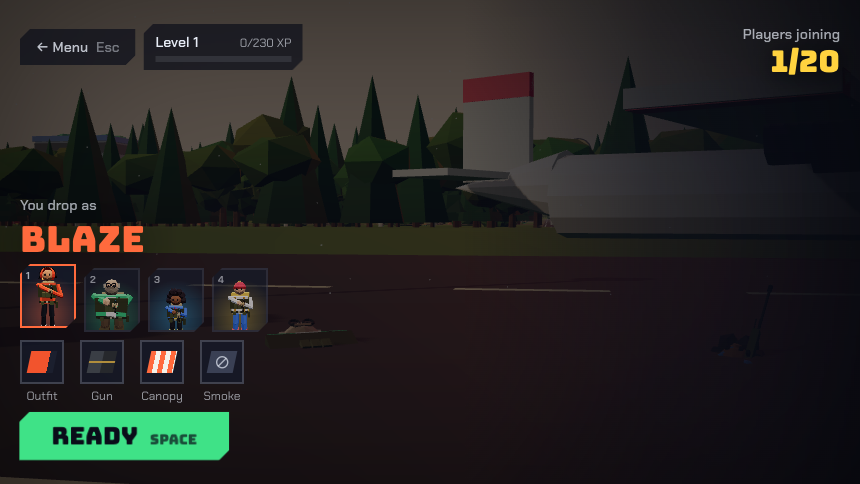 ← Menu Esc
Level 1 0/230 XP
Players joining
1/20
You drop as
BLAZE
1 2 3 4
Outfit Gun Canopy Smoke
READY SPACE